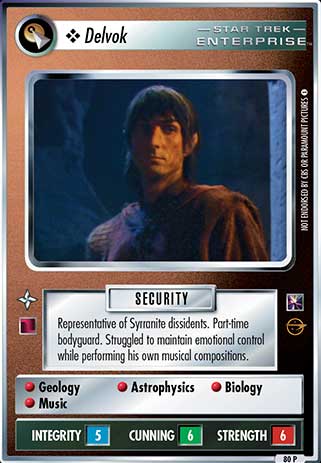 ❖ Delvok
STAR TREK
ENTERPRISE™
NOT ENDORSED BY CBS OR PARAMOUNT PICTURES
SECURITY
Representative of Syrranite dissidents. Part-time
bodyguard. Struggled to maintain emotional control
while performing his own musical compositions.
Geology Astrophysics Biology
Music
INTEGRITY 5 CUNNING 6 STRENGTH 6
80 P